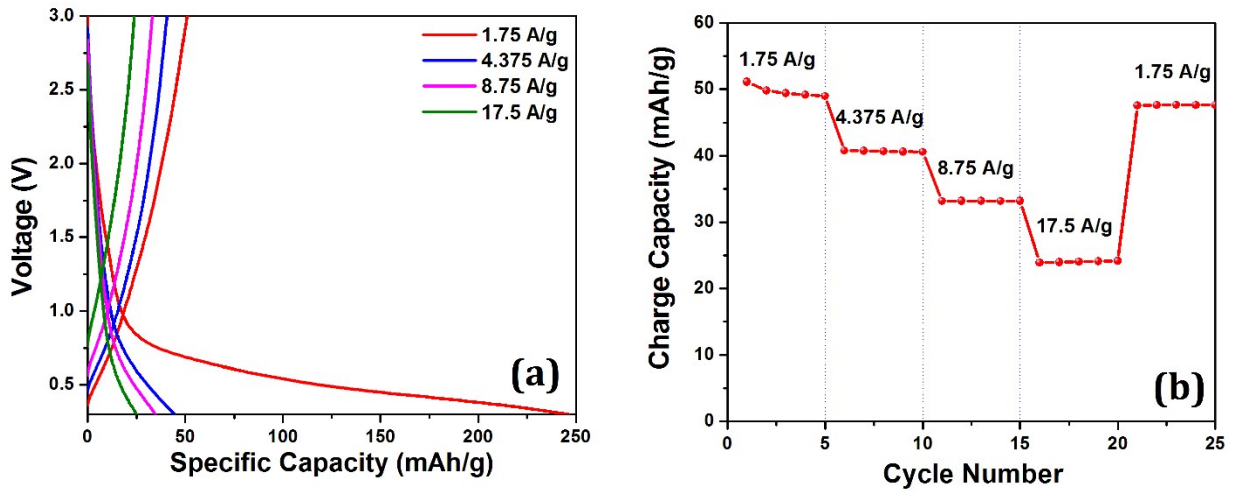 3.0
2.5
2.0
1.5
1.0
0.5
Voltage (V)
0
50
100
150
200
250
Specific Capacity (mAh/g)
1.75 A/g
4.375 A/g
8.75 A/g
17.5 A/g
(a)
60
50
40
30
20
10
0
Charge Capacity (mAh/g)
0
5
10
15
20
25
Cycle Number
1.75 A/g
4.375 A/g
8.75 A/g
17.5 A/g
1.75 A/g
(b)